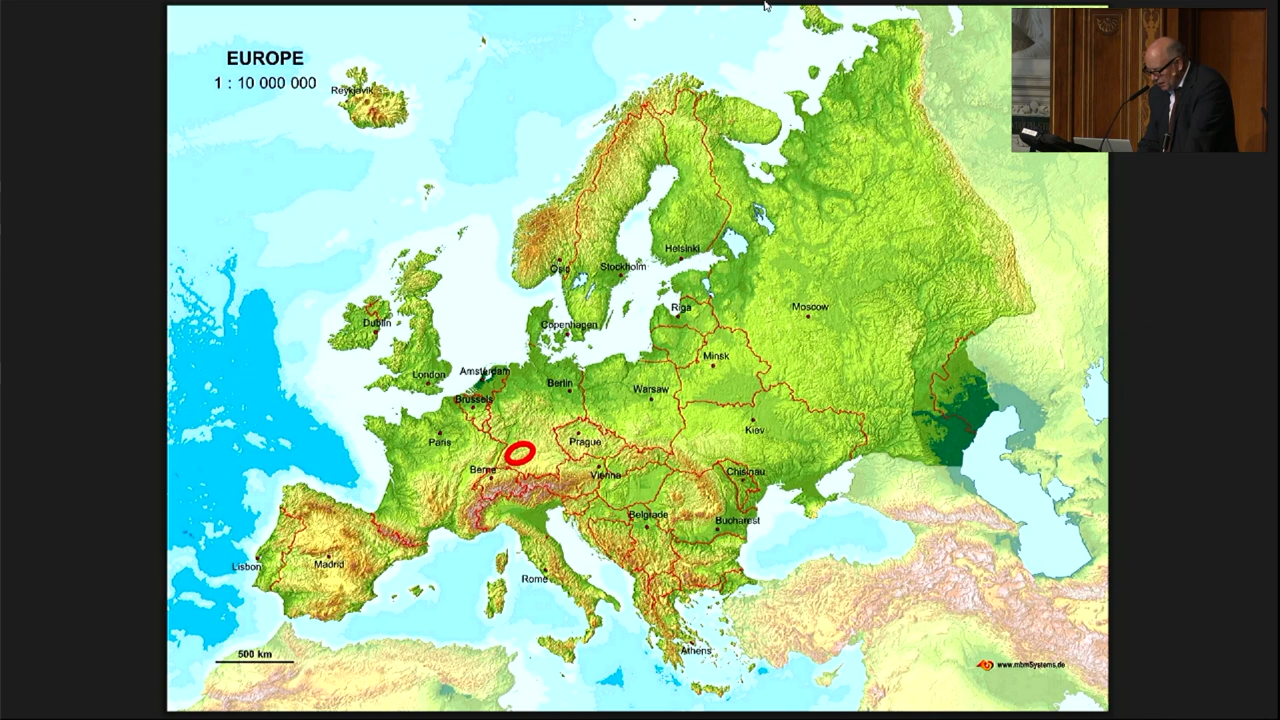 EUROPE
1 : 10 000 000
Reykjavik
Helsinki
Oslo
Stockholm
Riga
Moscow
Dublin
Copenhagen
Minsk
London
Amsterdam
Berlin
Warsaw
Brussels
Paris
Prague
Kiev
Berne
Vienna
Chisinau
Belgrade
Bucharest
Lisbon
Madrid
Rome
Athens
500 km
www.mbmSystems.de